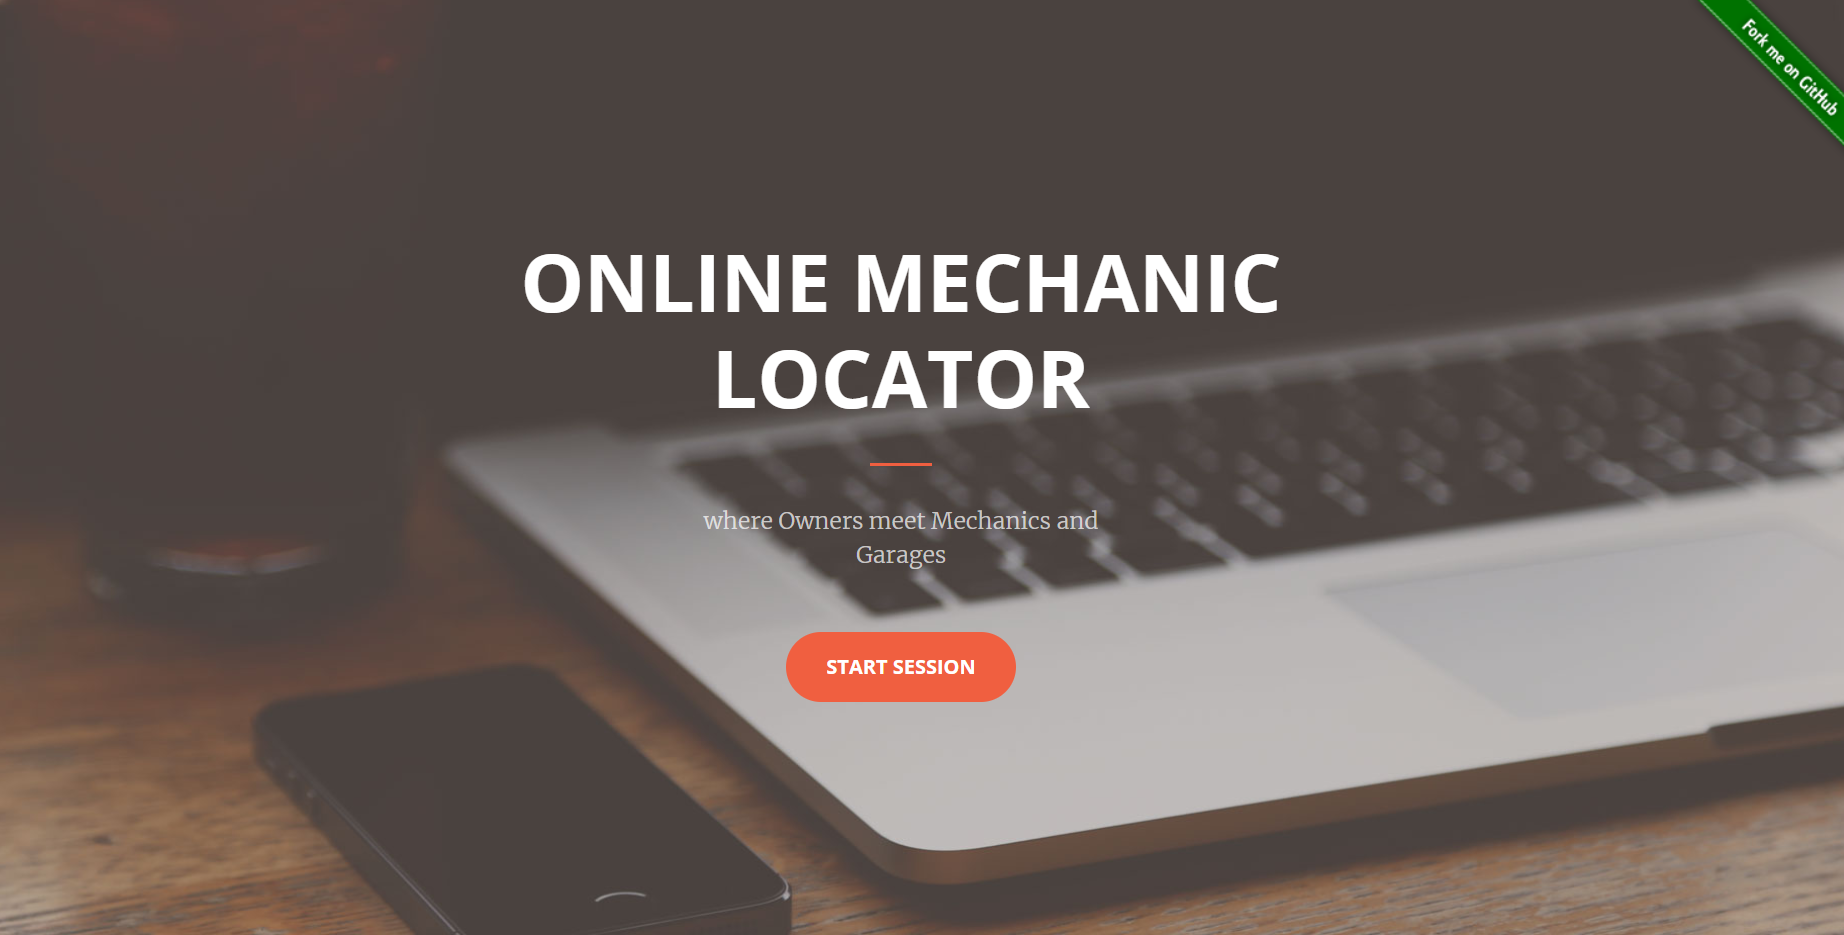 Fork me on GitHub
ONLINE MECHANIC
LOCATOR
where Owners meet Mechanics and
Garages
START SESSION